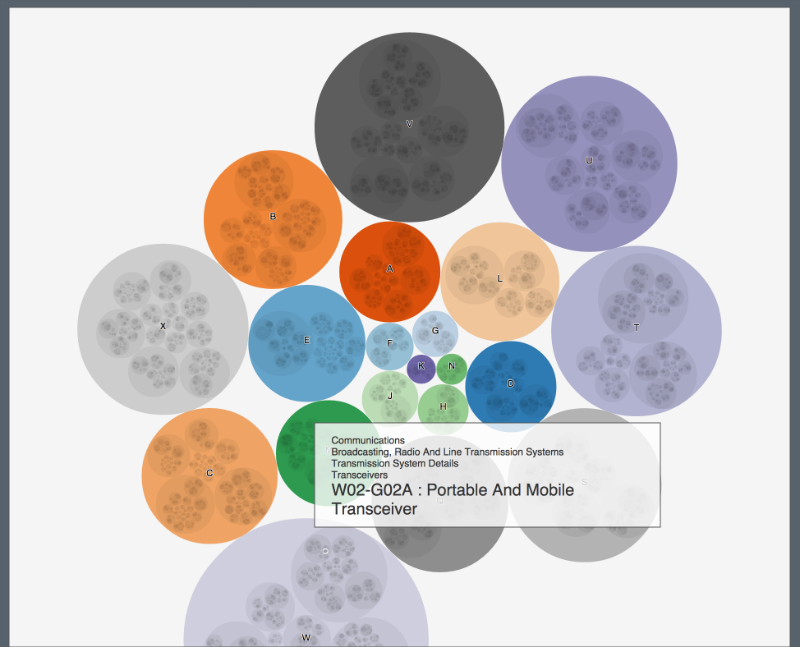 V
U
B
A
L
X
E
F
G
T
K
N
D
J
H
C
S
Communications
Broadcasting, Radio And Line Transmission Systems
Transmission System Details
Transceivers
W02-G02A : Portable And Mobile
Transceiver
W